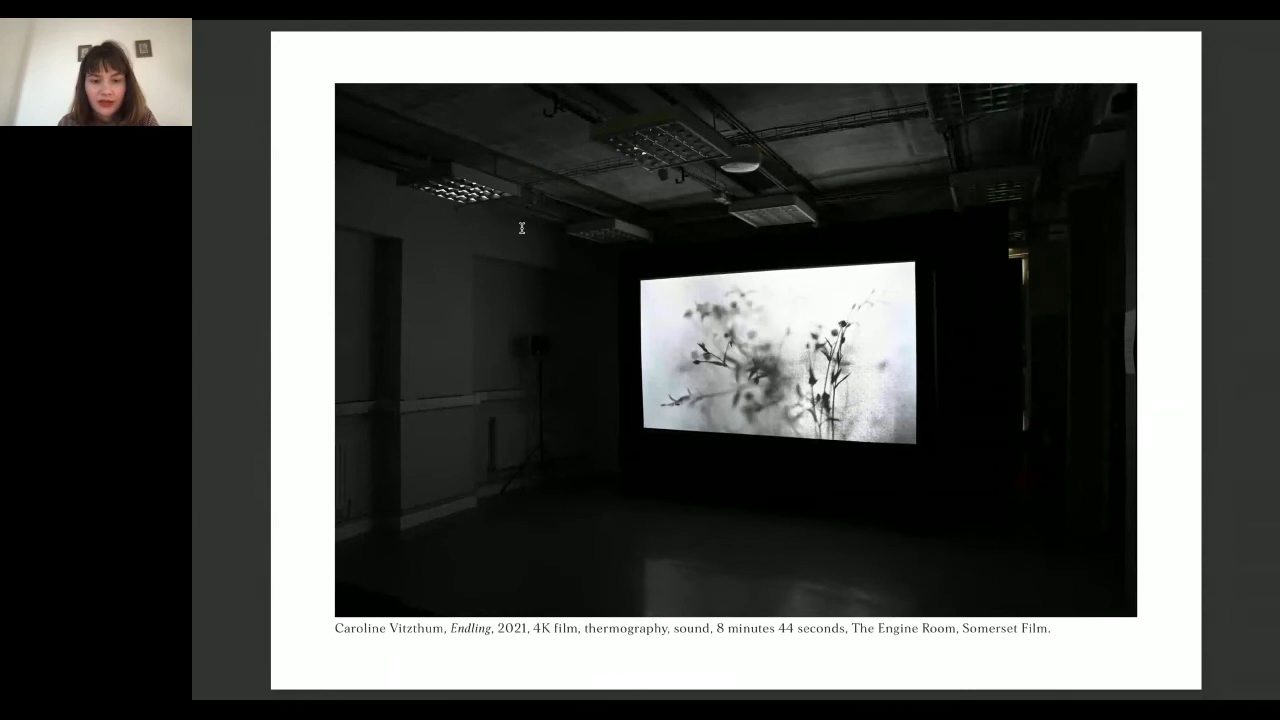 Caroline Vitzthum, Endling, 2021, 4K film, thermography, sound, 8 minutes 44 seconds, The Engine Room, Somerset Film.